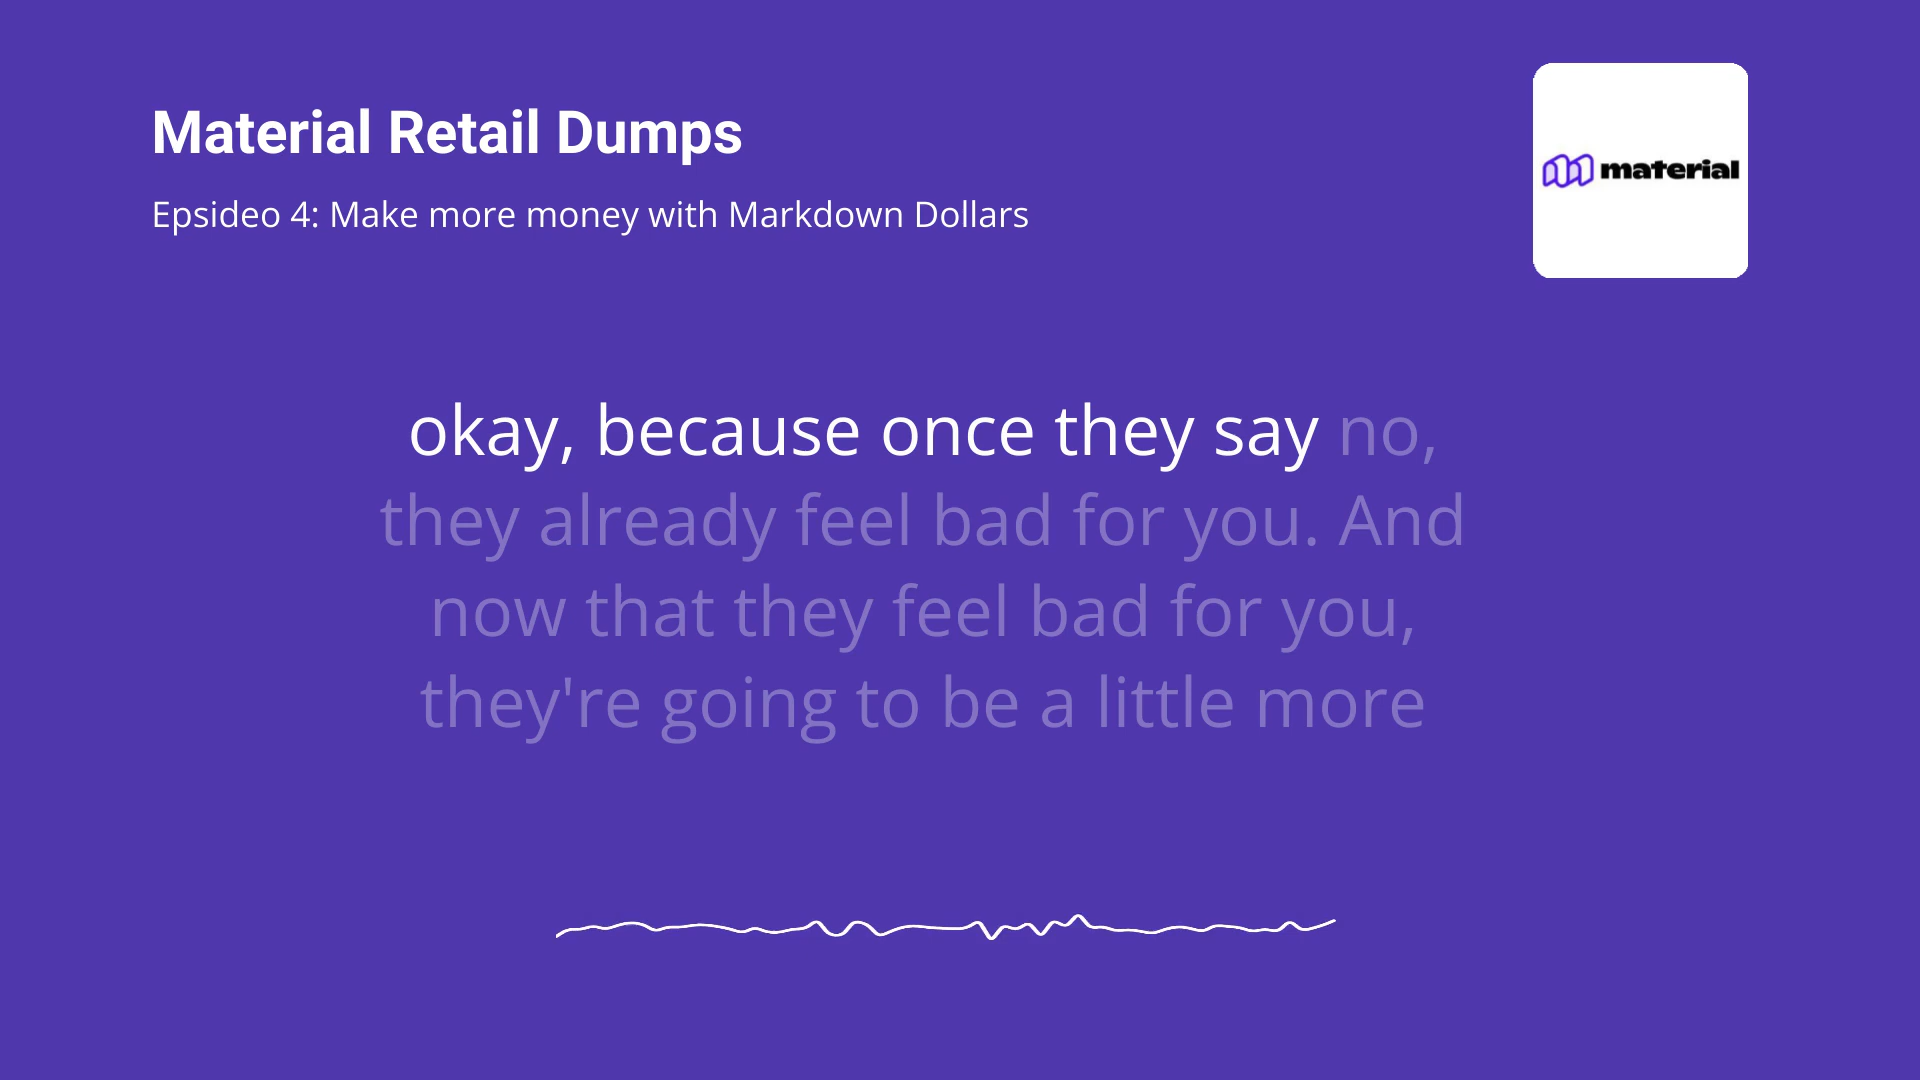 Material Retail Dumps
Epsideo 4: Make more money with Markdown Dollars
material
okay, because once they say no,
they already feel bad for you. And
now that they feel bad for you,
they're going to be a little more